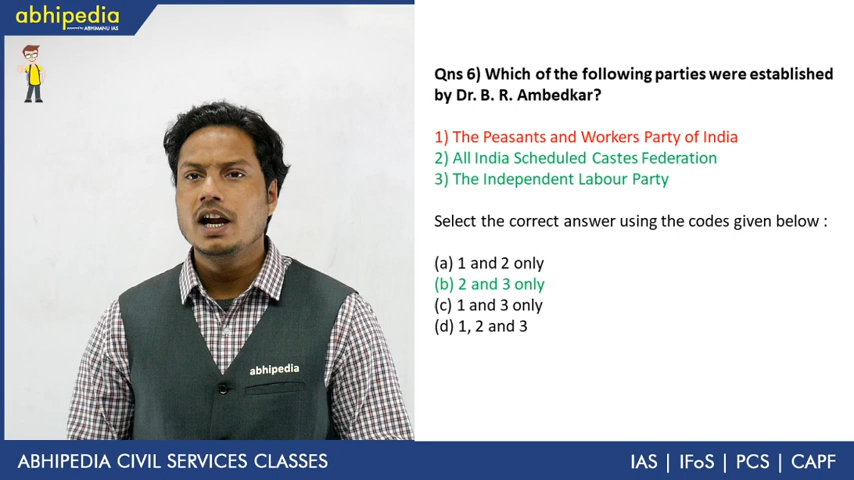 abhipedia
powered by ABHIMANU IAS
Qns 6) Which of the following parties were established
by Dr. B. R. Ambedkar?
1) The Peasants and Workers Party of India
2) All India Scheduled Castes Federation
3) The Independent Labour Party
Select the correct answer using the codes given below :
(a) 1 and 2 only
(b) 2 and 3 only
(c) 1 and 3 only
(d) 1, 2 and 3
abhipedia
ABHIPEDIA CIVIL SERVICES CLASSES
IAS | IFoS | PCS | CAPF